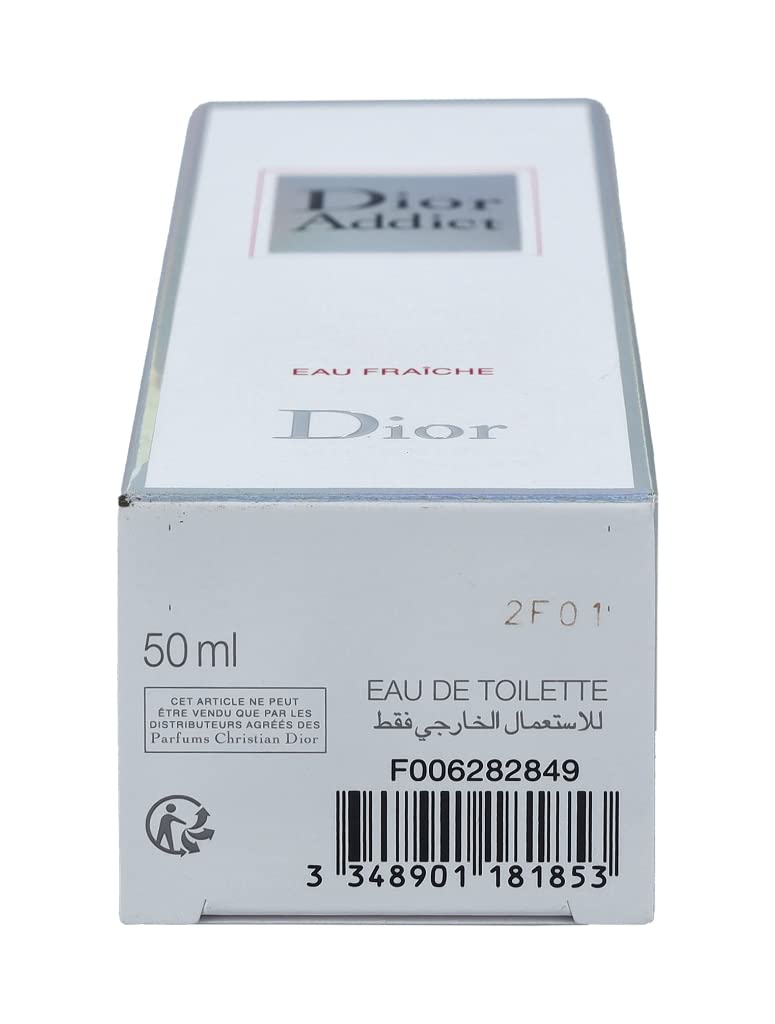 Dior
Addict
EAU FRAÎCHE
Dior
2F01
50 ml
EAU DE TOILETTE
للاستعمال الخارجي فقط
CET ARTICLE NE PEUT
ÊTRE VENDU QUE PAR LES
DISTRIBUTEURS AGRÉÉS DES
Parfums Christian Dior
F006282849
3 348901 181853